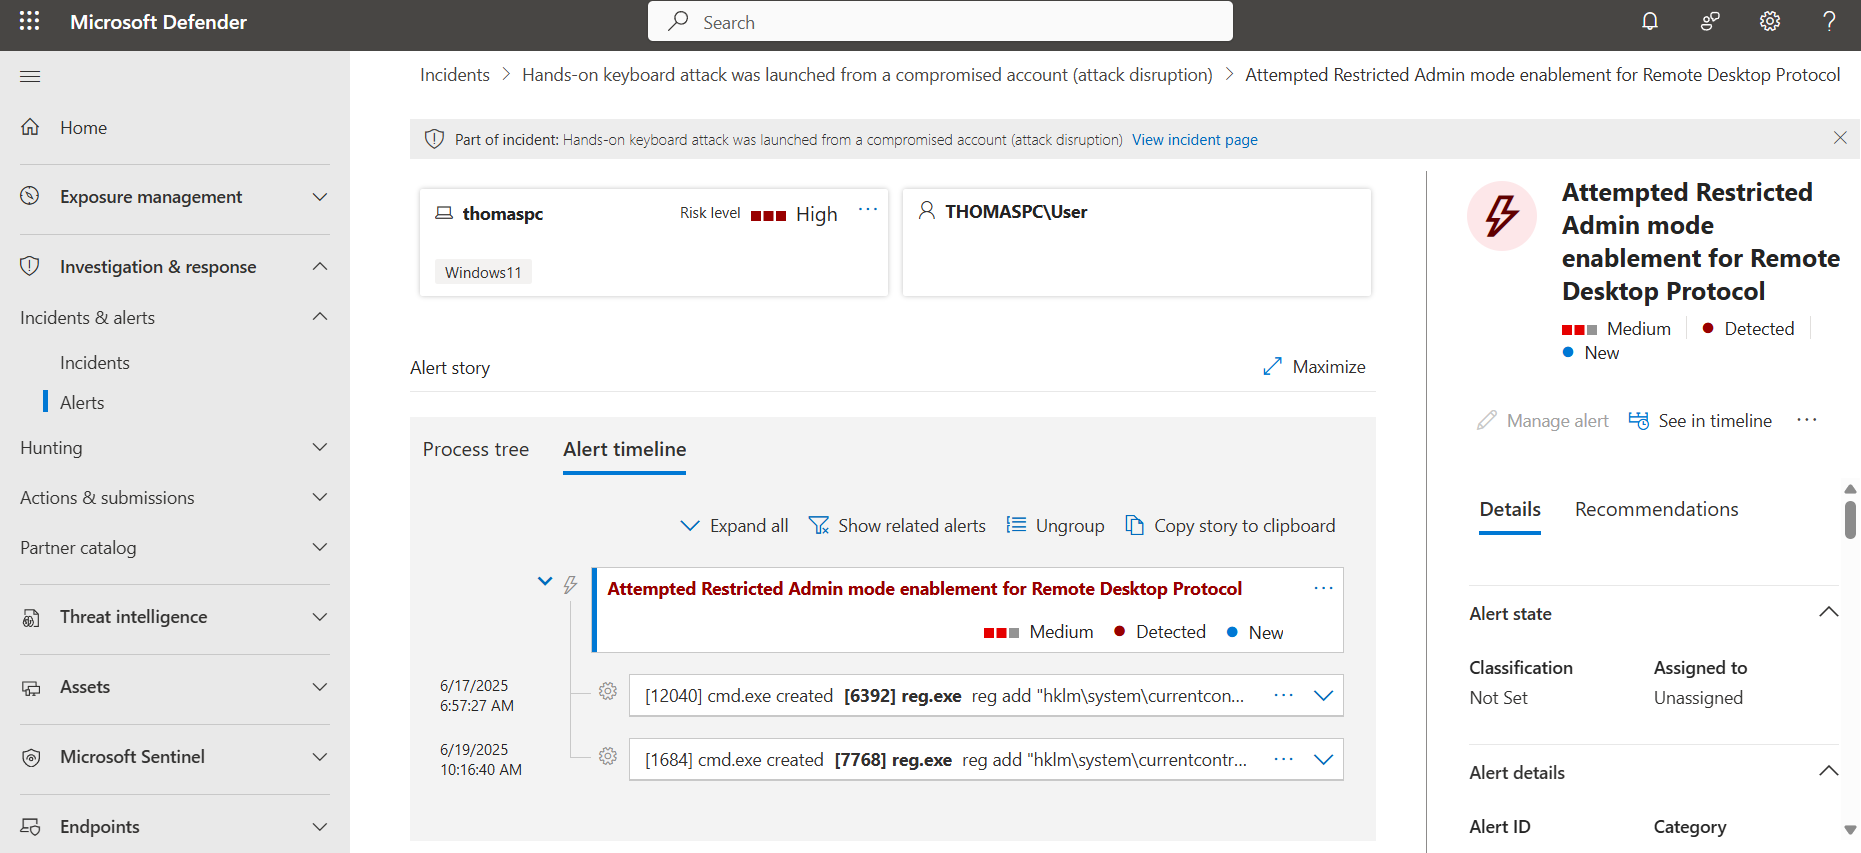 Microsoft Defender
Search
Home
Exposure management
Investigation & response
Incidents & alerts
Incidents
Alerts
Hunting
Actions & submissions
Partner catalog
Threat intelligence
Assets
Microsoft Sentinel
Endpoints
Incidents > Hands-on keyboard attack was launched from a compromised account (attack disruption) > Attempted Restricted Admin mode enablement for Remote Desktop Protocol
Part of incident: Hands-on keyboard attack was launched from a compromised account (attack disruption) View incident page
thomaspc Risk level High ...
Windows11
THOMASPC\User
Alert story
Maximize
Process tree Alert timeline
Expand all Show related alerts Ungroup Copy story to clipboard
Attempted Restricted Admin mode enablement for Remote Desktop Protocol ...
Medium Detected New
6/17/2025
6:57:27 AM
[12040] cmd.exe created [6392] reg.exe reg add "hklm\system\currentcon... ...
6/19/2025
10:16:40 AM
[1684] cmd.exe created [7768] reg.exe reg add "hklm\system\currentcontr... ...
Attempted Restricted
Admin mode
enablement for Remote
Desktop Protocol
Medium Detected
New
Manage alert See in timeline ...
Details Recommendations
Alert state
Classification Assigned to
Not Set Unassigned
Alert details
Alert ID Category